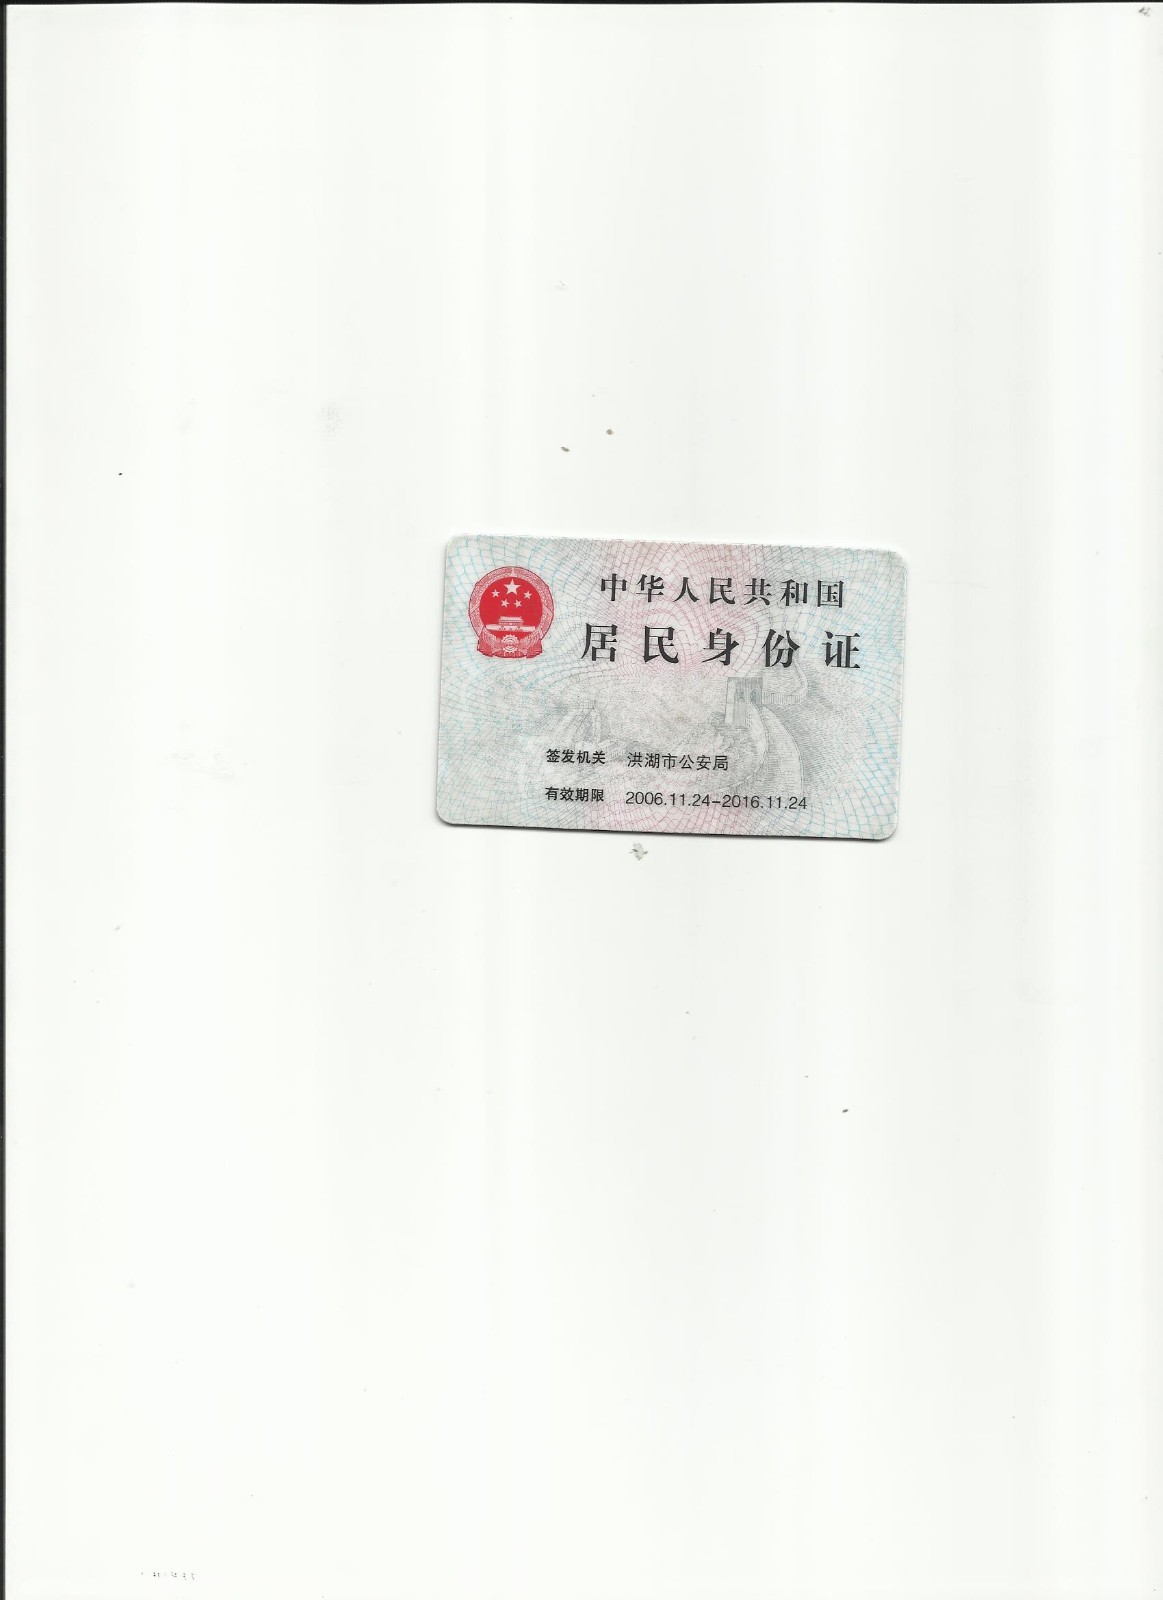 中华人民共和国
居民身份证
签发机关 洪湖市公安局
有效期限 2006.11.24-2016.11.24